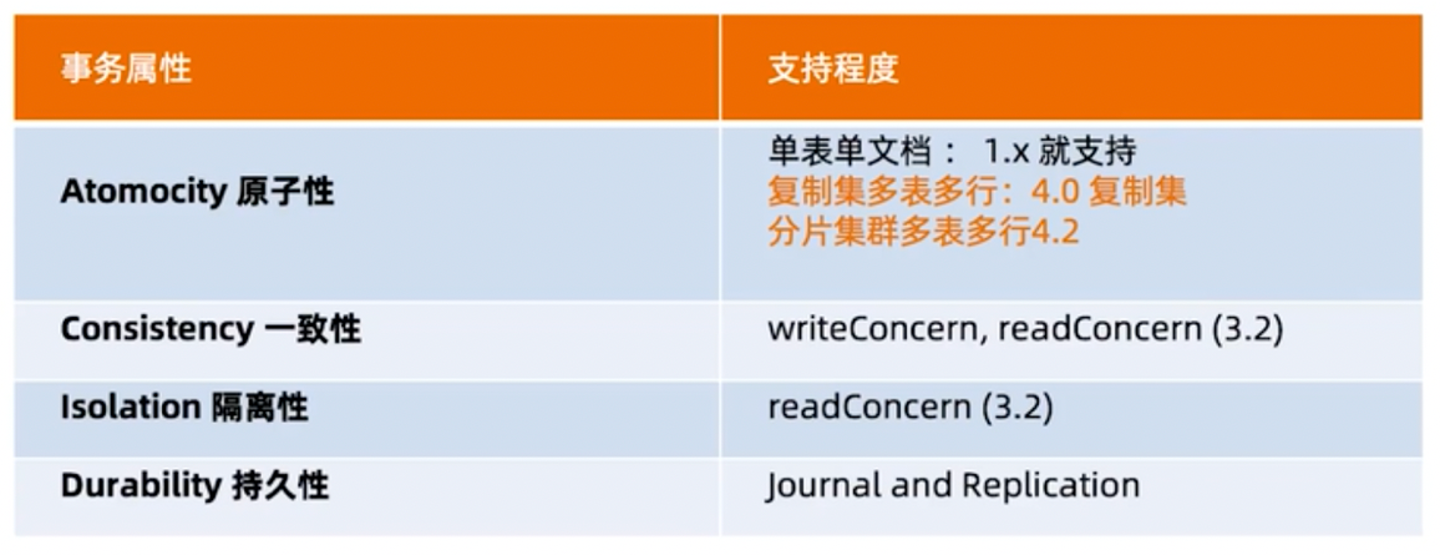 事务属性
支持程度
Atomocity 原子性
单表单文档： 1.x 就支持
复制集多表多行：4.0 复制集
分片集群多表多行4.2
Consistency 一致性
writeConcern, readConcern (3.2)
Isolation 隔离性
readConcern (3.2)
Durability 持久性
Journal and Replication